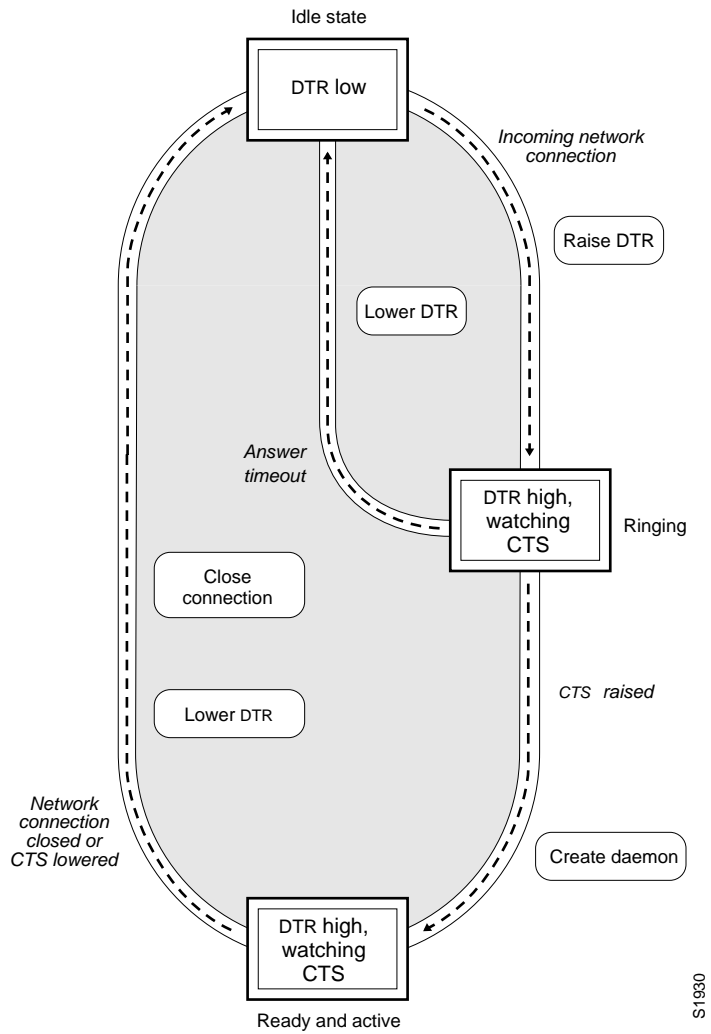 Idle state
DTR low
Incoming network
connection
Raise DTR
Lower DTR
Answer
timeout
DTR high,
watching
CTS
Ringing
Close
connection
CTS raised
Lower DTR
Network
connection
closed or
CTS lowered
Create daemon
DTR high,
watching
CTS
Ready and active
S1930